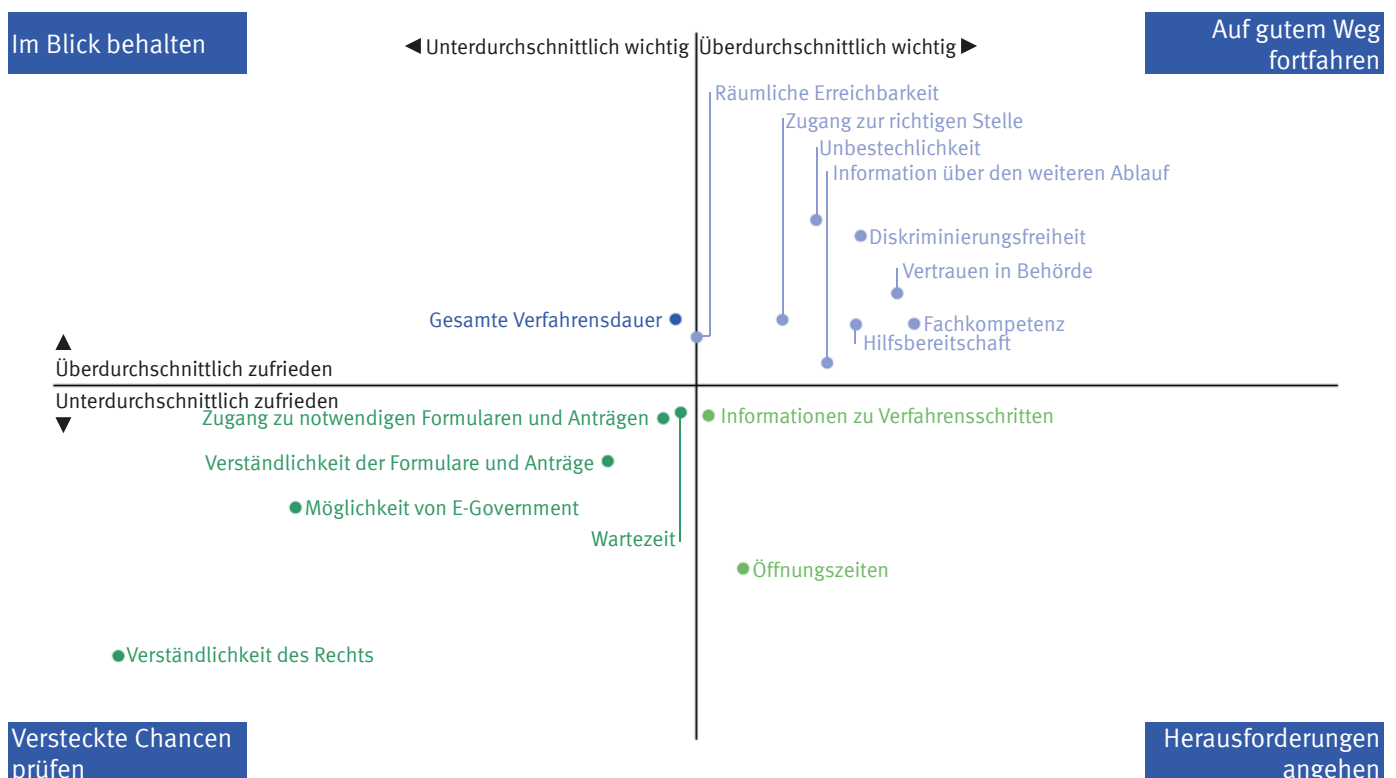 Im Blick behalten
◀ Unterdurchschnittlich wichtig
Überdurchschnittlich wichtig ▶
Auf gutem Weg
fortfahren
Räumliche Erreichbarkeit
Zugang zur richtigen Stelle
Unbestechlichkeit
Information über den weiteren Ablauf
Diskriminierungsfreiheit
Vertrauen in Behörde
Gesamte Verfahrensdauer
Fachkompetenz
Hilfsbereitschaft
▲
Überdurchschnittlich zufrieden
Unterdurchschnittlich zufrieden
▼
Zugang zu notwendigen Formularen und Anträgen
Informationen zu Verfahrensschritten
Verständlichkeit der Formulare und Anträge
Möglichkeit von E-Government
Wartezeit
Öffnungszeiten
Verständlichkeit des Rechts
Versteckte Chancen
prüfen
Herausforderungen
angehen